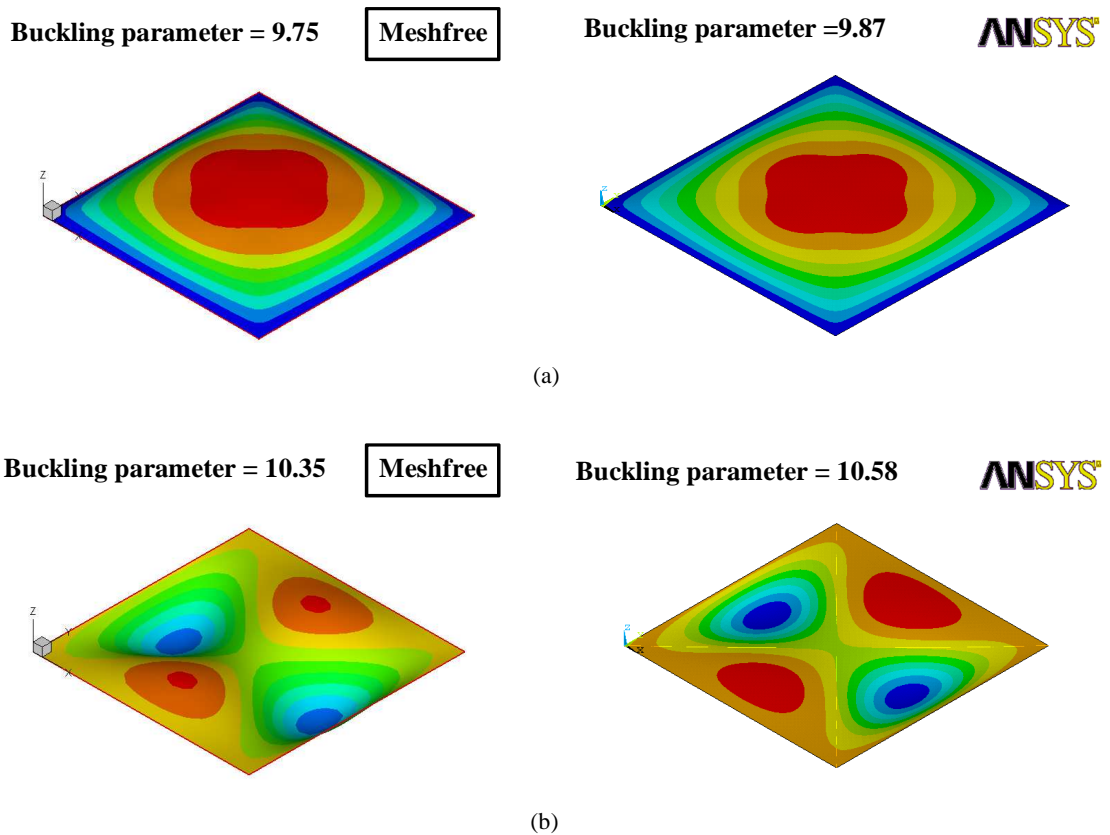 Buckling parameter = 9.75
Meshfree
Buckling parameter =9.87
ANSYS
Z
X
Z
(a)
Buckling parameter = 10.35
Meshfree
Buckling parameter = 10.58
ANSYS
Z
Y
X
Z
X
(b)